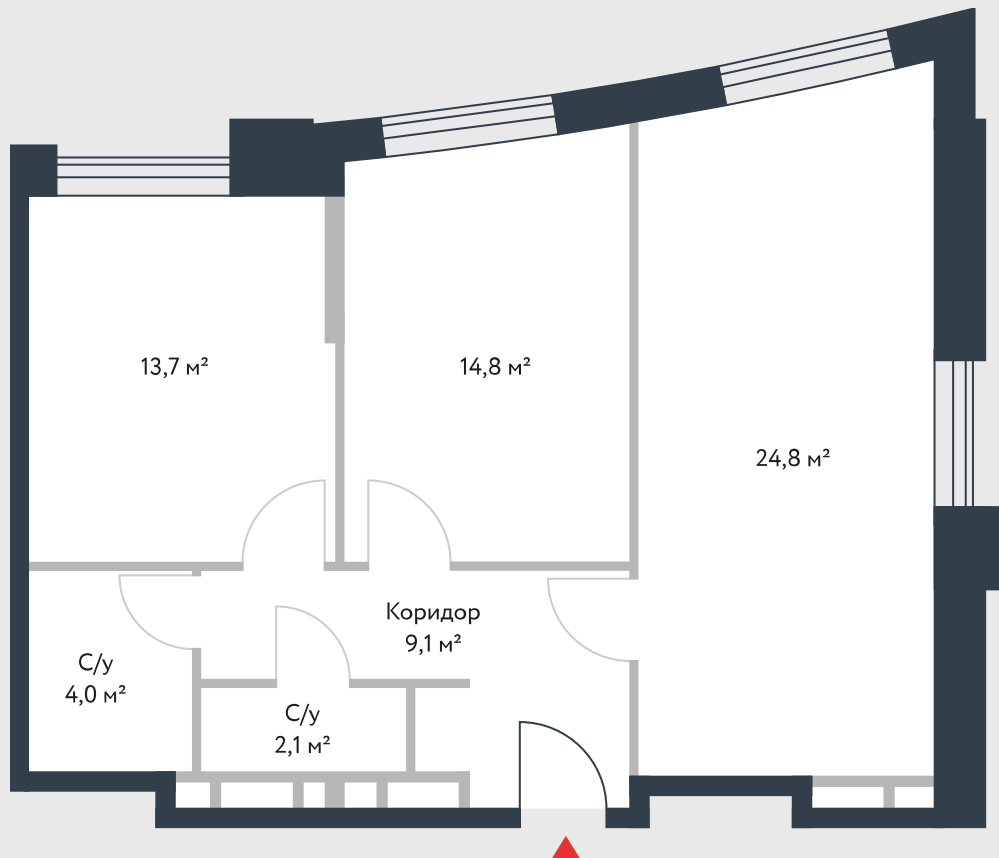 13,7 м²
14,8 м²
24,8 м²
Коридор
9,1 м²
С/у
4,0 м²
С/у
2,1 м²